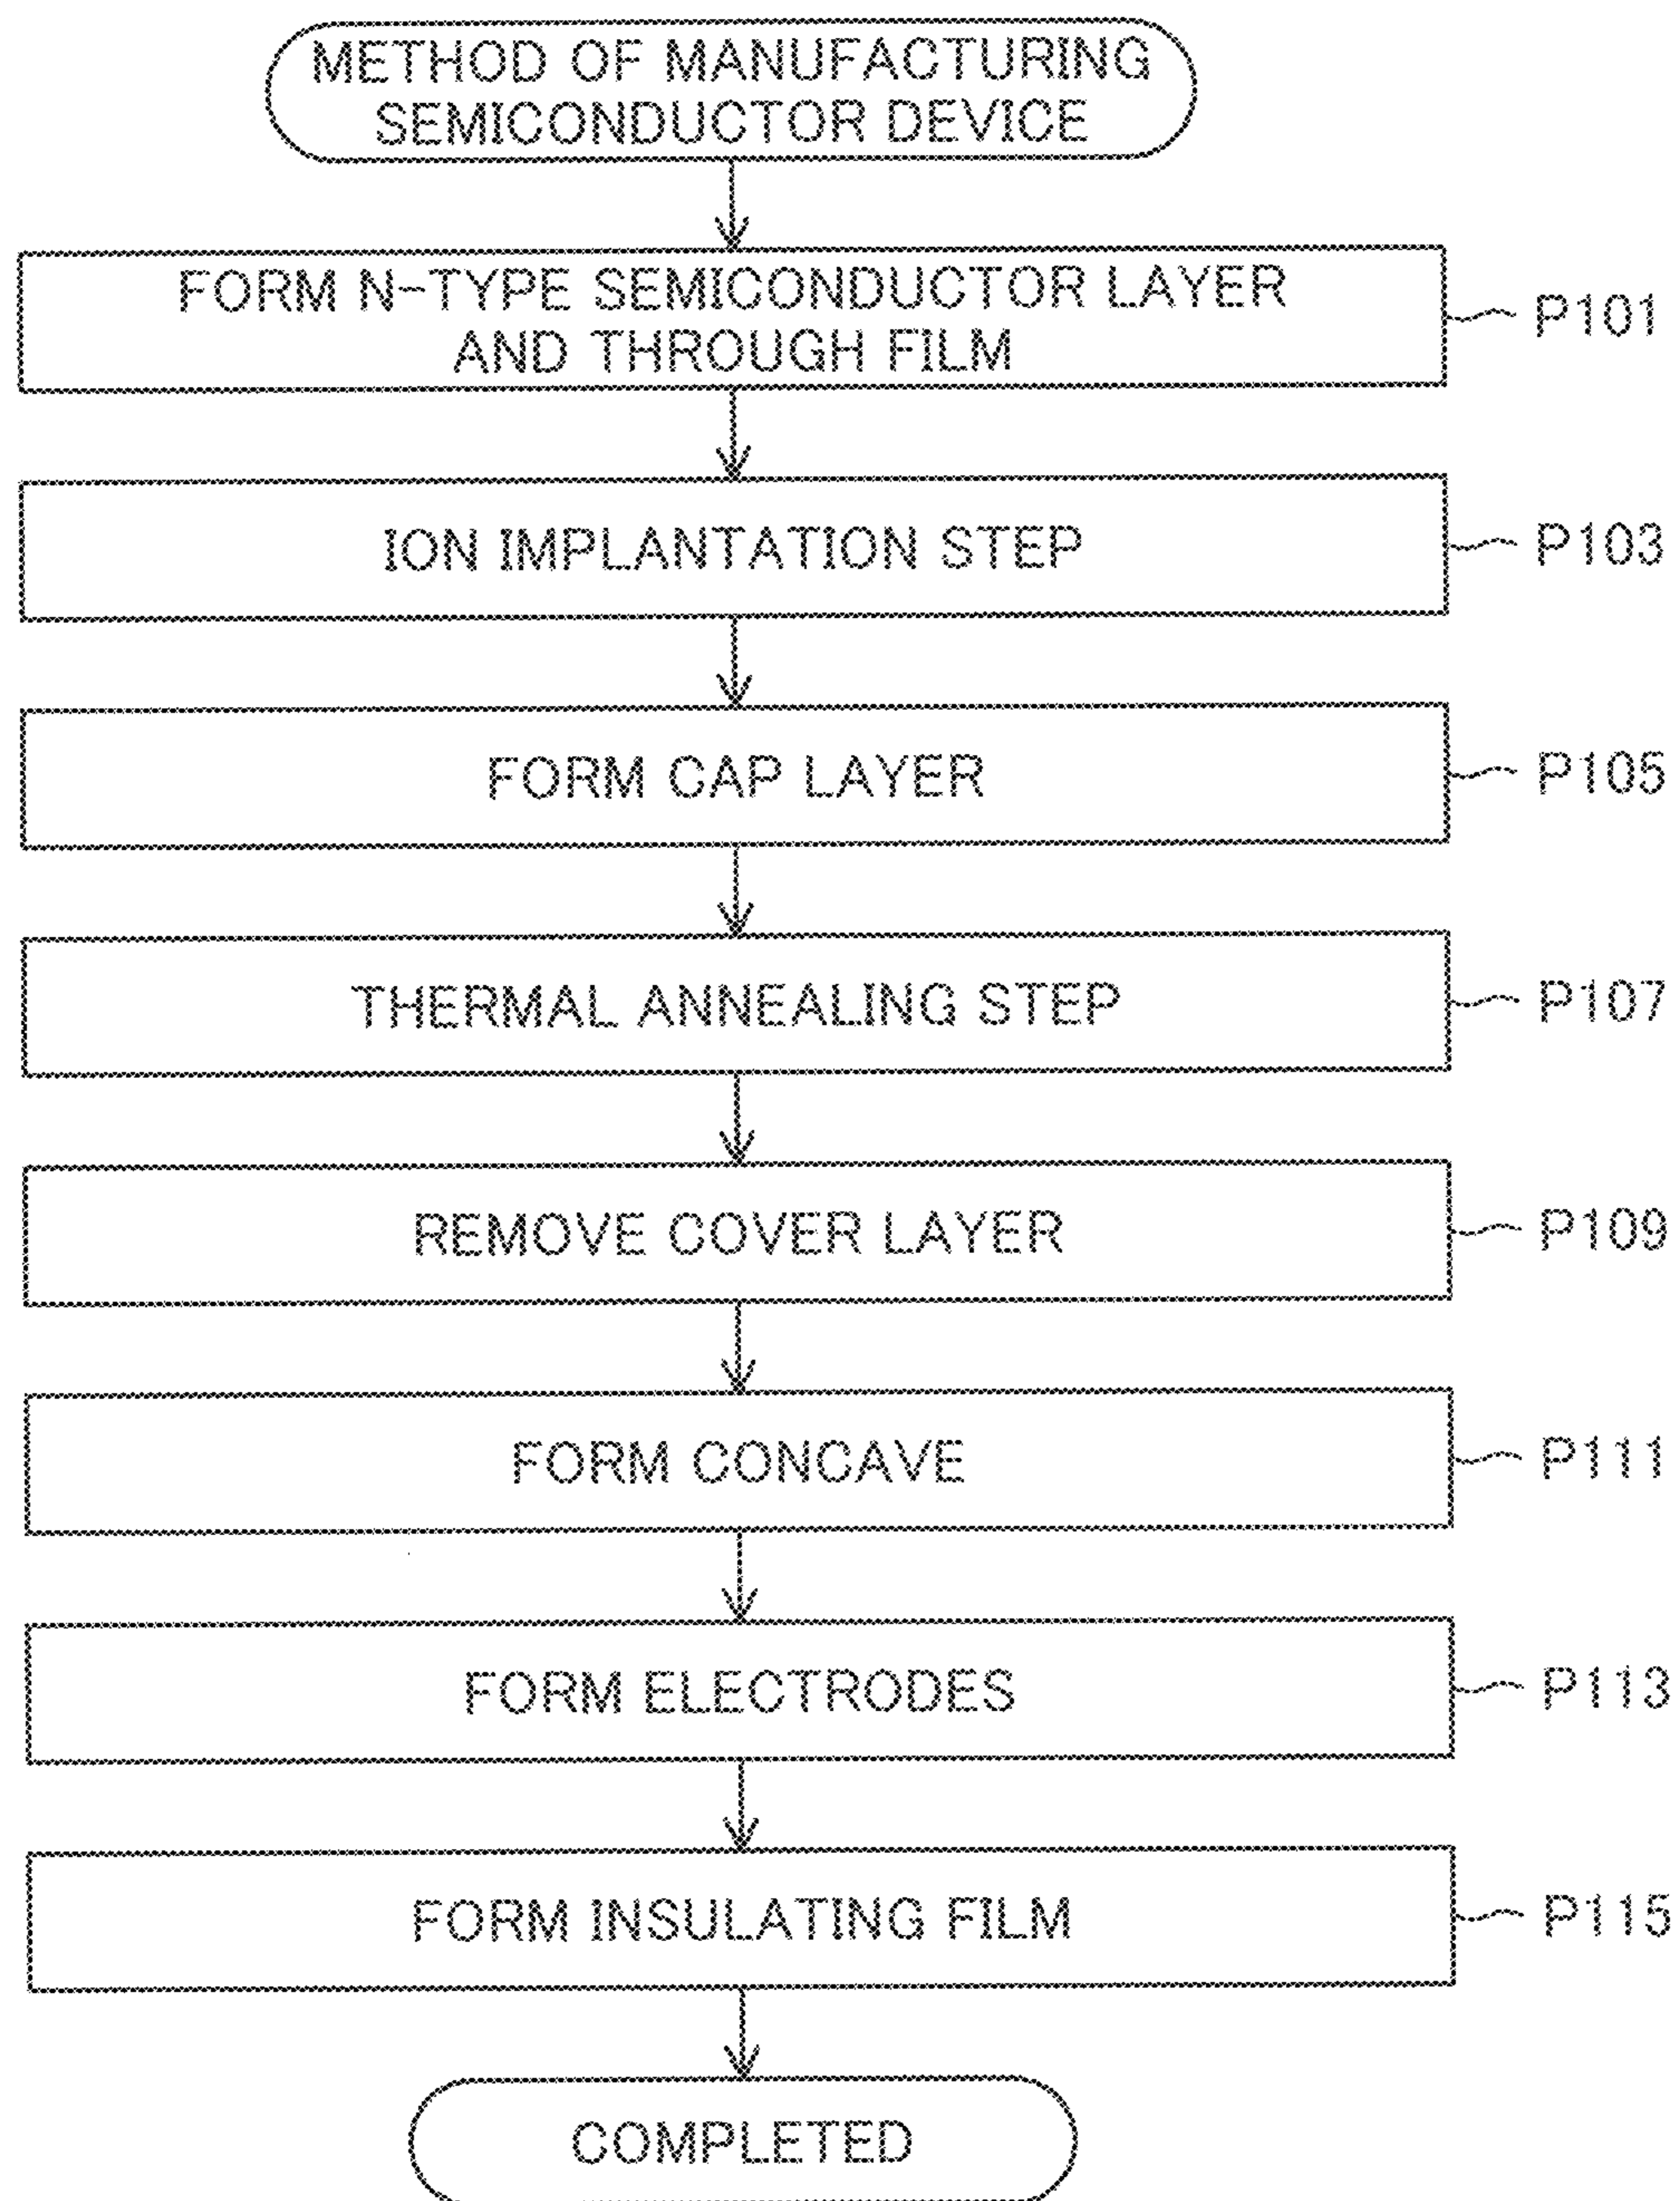 METHOD OF MANUFACTURING
SEMICONDUCTOR DEVICE
FORM N-TYPE SEMICONDUCTOR LAYER
AND THROUGH FILM
P101
ION IMPLANTATION STEP
P103
FORM CAP LAYER
P105
THERMAL ANNEALING STEP
P107
REMOVE COVER LAYER
P109
FORM CONCAVE
P111
FORM ELECTRODES
P113
FORM INSULATING FILM
P115
COMPLETED